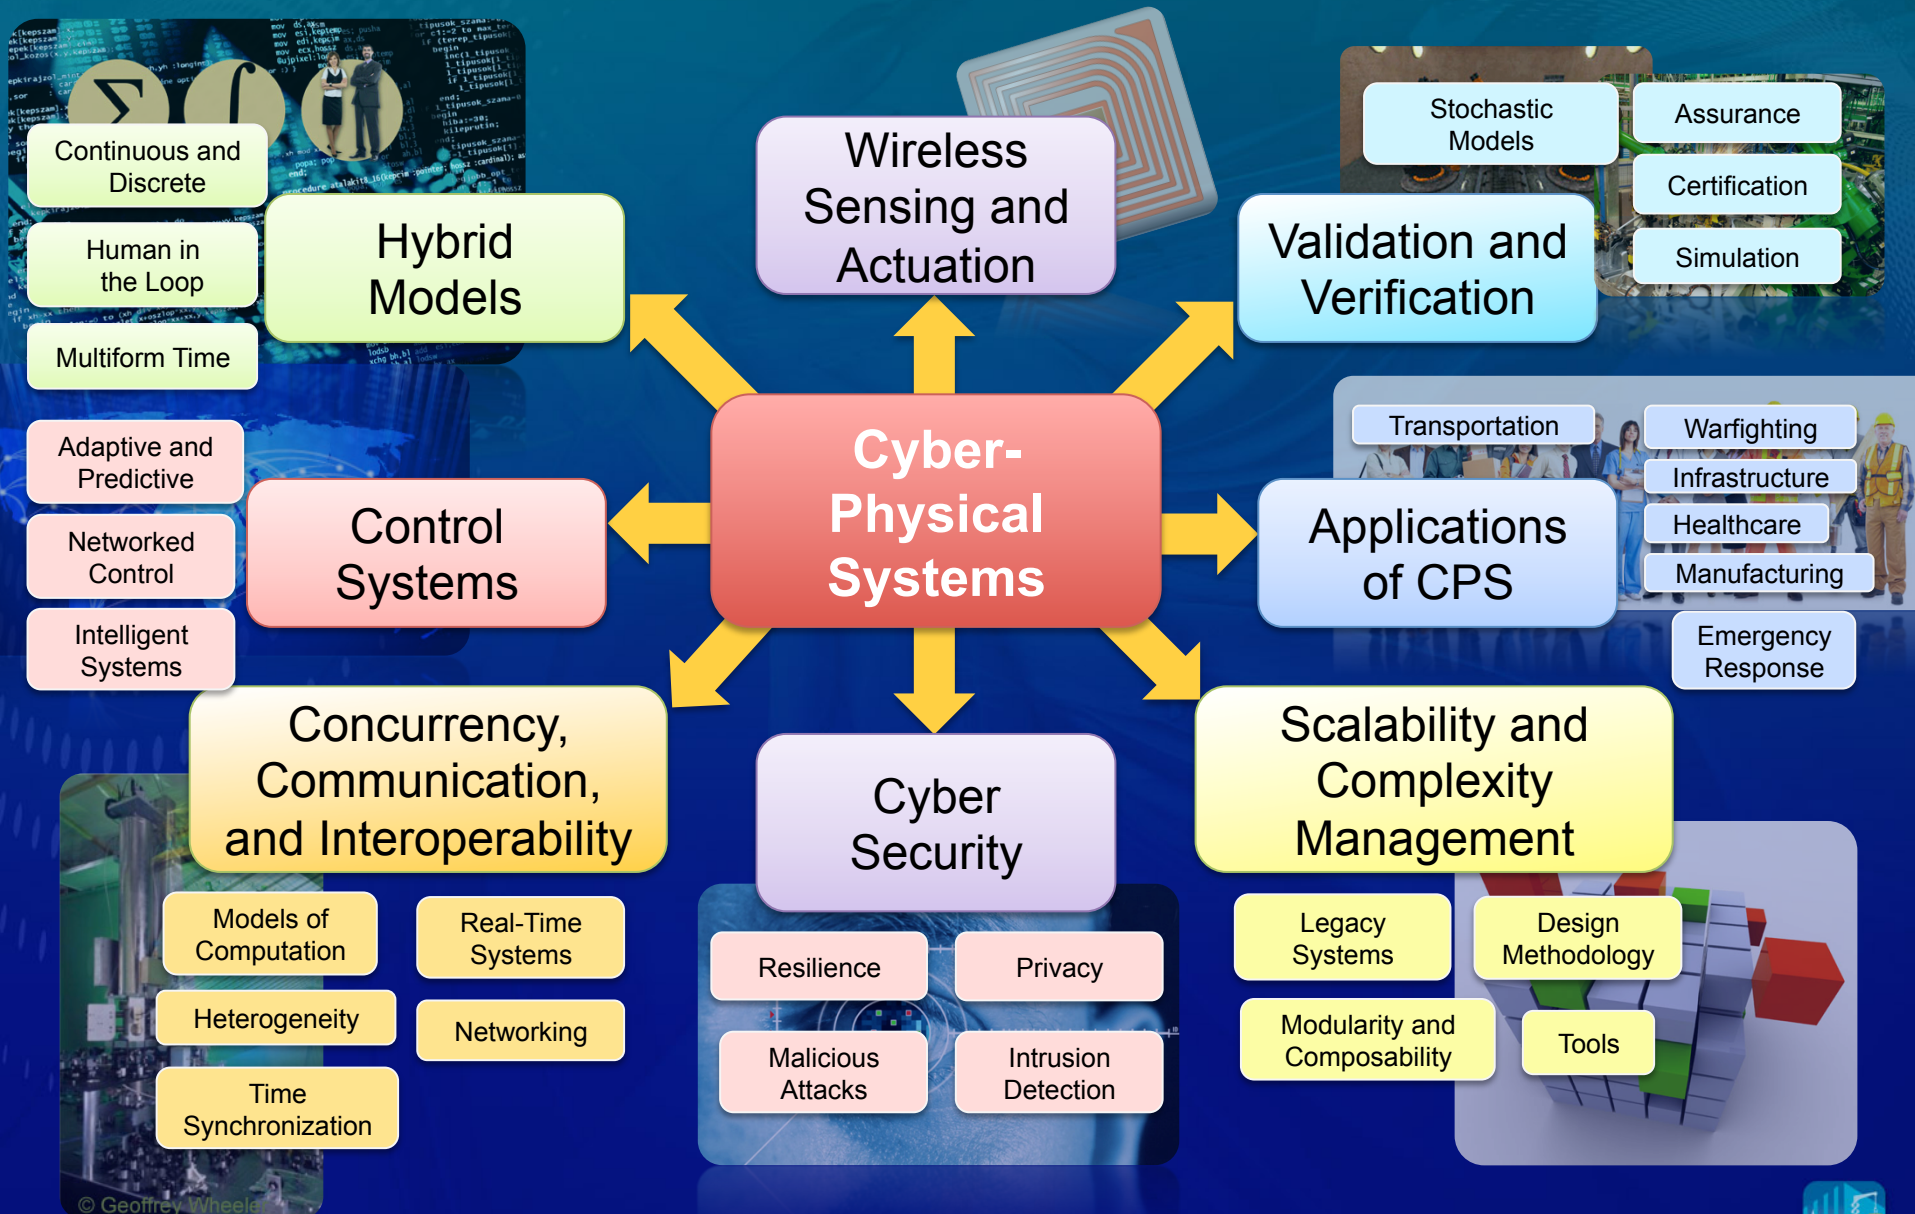 Continuous and
Discrete
Human in
the Loop
Multiform Time
Hybrid
Models
Wireless
Sensing and
Actuation
Stochastic
Models
Assurance
Certification
Simulation
Validation and
Verification
Adaptive and
Predictive
Networked
Control
Intelligent
Systems
Control
Systems
Cyber-
Physical
Systems
Transportation
Warfighting
Infrastructure
Healthcare
Manufacturing
Emergency
Response
Applications
of CPS
Concurrency,
Communication,
and Interoperability
Models of
Computation
Real-Time
Systems
Heterogeneity
Networking
Time
Synchronization
Cyber
Security
Resilience
Privacy
Malicious
Attacks
Intrusion
Detection
Scalability and
Complexity
Management
Legacy
Systems
Design
Methodology
Modularity and
Composability
Tools
© Geoffrey Wheeler